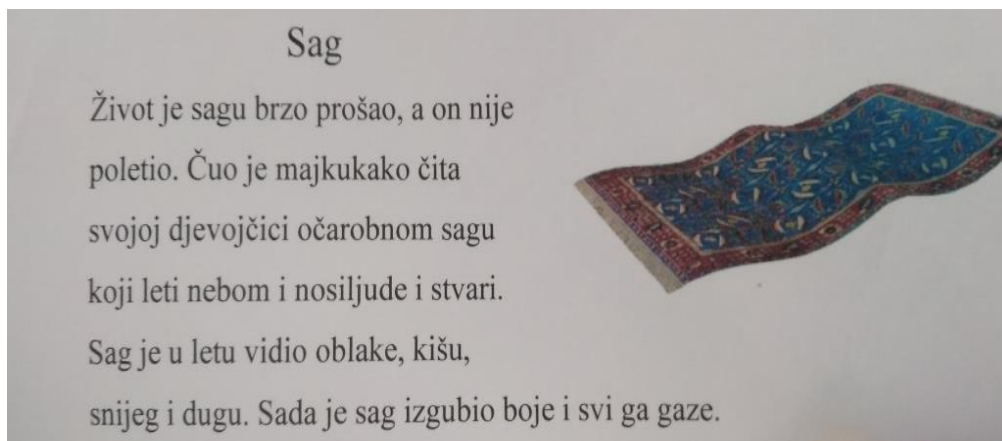 Sag
Život je sagu brzo prošao, a on nije
poletio. Čuo je majkukako čita
svojoj djevojčici očarobnom sagu
koji leti nebom i nosiljude i stvari.
Sag je u letu vidio oblake, kišu,
snijeg i dugu. Sada je sag izgubio boje i svi ga gaze.